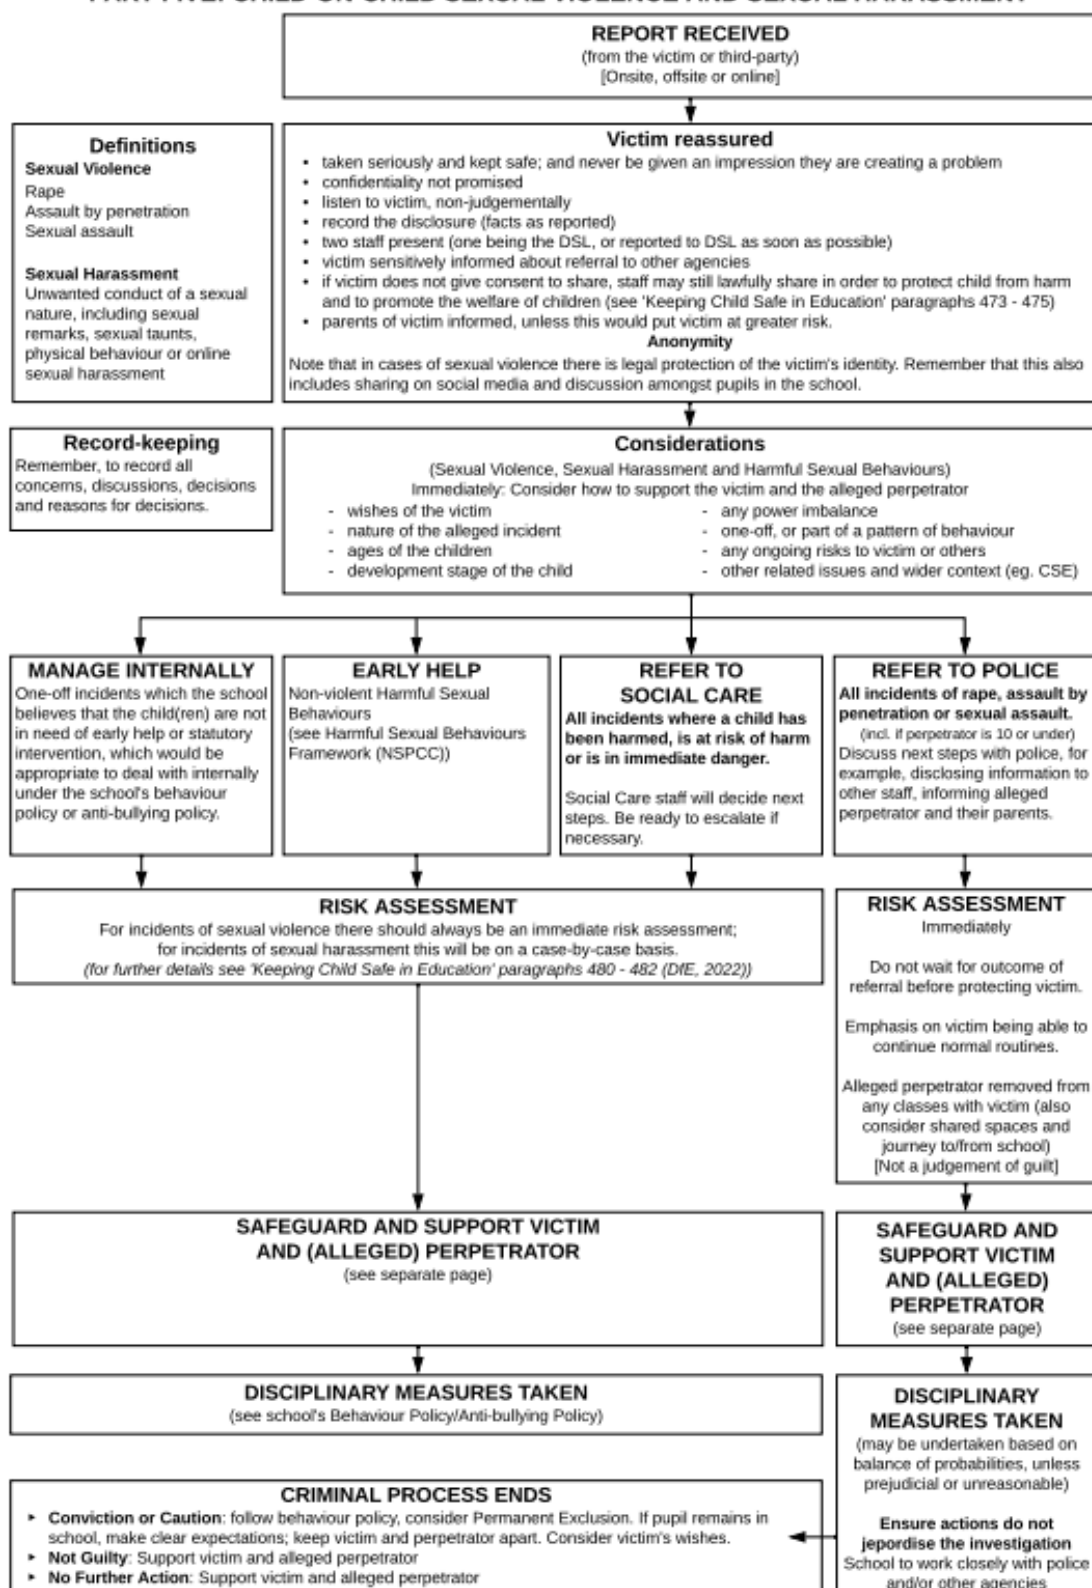 REPORT RECEIVED
(from the victim or third-party)
[Onsite, offsite or online]
Definitions
Sexual Violence
Rape
Assault by penetration
Sexual assault
Sexual Harassment
Unwanted conduct of a sexual
nature, including sexual
remarks, sexual taunts,
physical behaviour or online
sexual harassment
Victim reassured
• taken seriously and kept safe; and never be given an impression they are creating a problem
• confidentiality not promised
• listen to victim, non-judgementally
• record the disclosure (facts as reported)
• two staff present (one being the DSL, or reported to DSL as soon as possible)
• victim sensitively informed about referral to other agencies
• if victim does not give consent to share, staff may still lawfully share in order to protect child from harm
and to promote the welfare of children (see 'Keeping Child Safe in Education' paragraphs 473 - 475)
• parents of victim informed, unless this would put victim at greater risk.
Anonymity
Note that in cases of sexual violence there is legal protection of the victim's identity. Remember that this also
includes sharing on social media and discussion amongst pupils in the school.
Record-keeping
Remember, to record all
concerns, discussions, decisions
and reasons for decisions.
Considerations
(Sexual Violence, Sexual Harassment and Harmful Sexual Behaviours)
Immediately: Consider how to support the victim and the alleged perpetrator
- wishes of the victim
- nature of the alleged incident
- ages of the children
- development stage of the child
- any power imbalance
- one-off, or part of a pattern of behaviour
- any ongoing risks to victim or others
- other related issues and wider context (eg. CSE)
MANAGE INTERNALLY
One-off incidents which the school
believes that the child(ren) are not
in need of early help or statutory
intervention, which would be
appropriate to deal with internally
under the school's behaviour
policy or anti-bullying policy.
EARLY HELP
Non-violent Harmful Sexual
Behaviours
(see Harmful Sexual Behaviours
Framework (NSPCC))
REFER TO
SOCIAL CARE
All incidents where a child has
been harmed, is at risk of harm
or is in immediate danger.
Social Care staff will decide next
steps. Be ready to escalate if
necessary.
REFER TO POLICE
All incidents of rape, assault by
penetration or sexual assault.
(incl. if perpetrator is 10 or under)
Discuss next steps with police, for
example, disclosing information to
other staff, informing alleged
perpetrator and their parents.
RISK ASSESSMENT
For incidents of sexual violence there should always be an immediate risk assessment;
for incidents of sexual harassment this will be on a case-by-case basis.
(for further details see 'Keeping Child Safe in Education' paragraphs 480 - 482 (DfE, 2022))
RISK ASSESSMENT
Immediately
Do not wait for outcome of
referral before protecting victim.
Emphasis on victim being able to
continue normal routines.
Alleged perpetrator removed from
any classes with victim (also
consider shared spaces and
journey to/from school)
[Not a judgement of guilt]
SAFEGUARD AND SUPPORT VICTIM
AND (ALLEGED) PERPETRATOR
(see separate page)
SAFEGUARD AND
SUPPORT VICTIM
AND (ALLEGED)
PERPETRATOR
(see separate page)
DISCIPLINARY MEASURES TAKEN
(see school's Behaviour Policy/Anti-bullying Policy)
DISCIPLINARY
MEASURES TAKEN
(may be undertaken based on
balance of probabilities, unless
prejudicial or unreasonable)
Ensure actions do not
jepordise the investigation
School to work closely with police
and/or other agencies
CRIMINAL PROCESS ENDS
‣ Conviction or Caution: follow behaviour policy, consider Permanent Exclusion. If pupil remains in
school, make clear expectations; keep victim and perpetrator apart. Consider victim's wishes.
‣ Not Guilty: Support victim and alleged perpetrator
‣ No Further Action: Support victim and alleged perpetrator